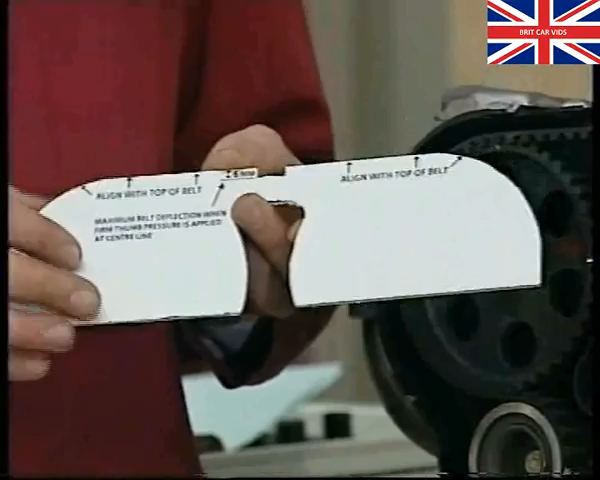 BRIT CAR VIDS
6 mm
ALIGN WITH TOP OF BELT
ALIGN WITH TOP OF BELT
MAXIMUM BELT DEFLECTION WHEN
FIRM THUMB PRESSURE IS APPLIED
AT CENTRE LINE